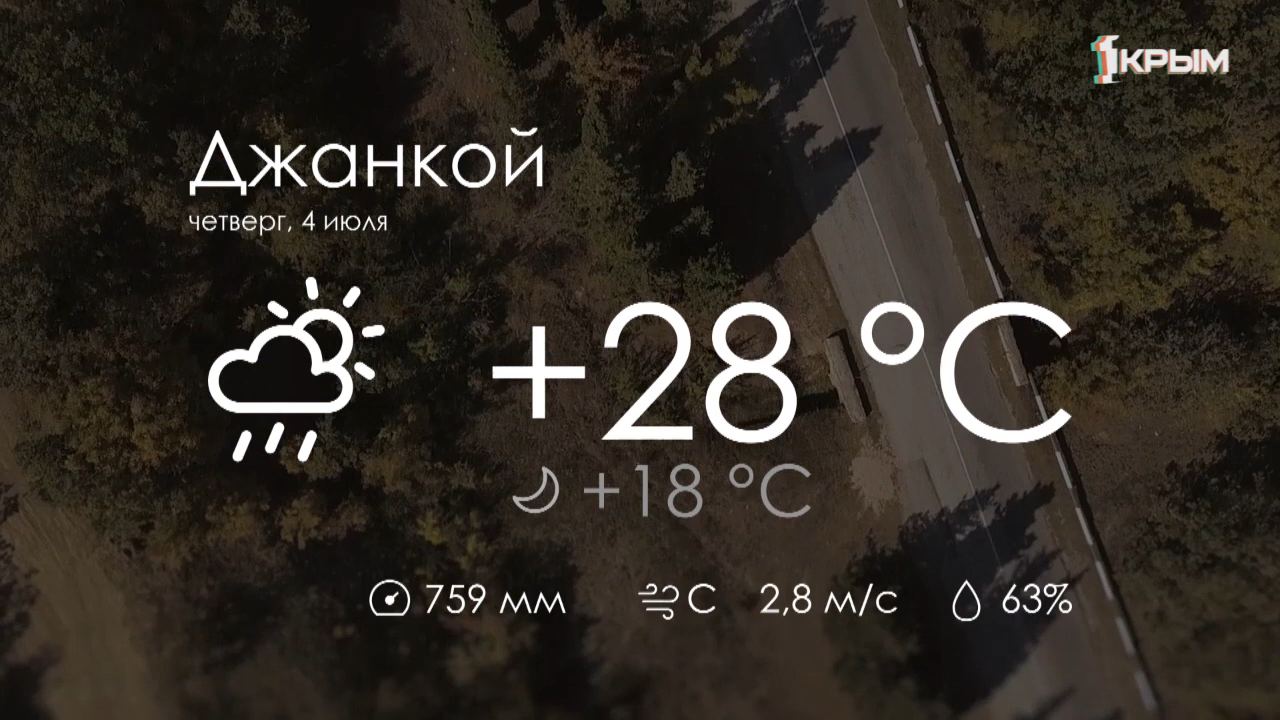 1КРЫМ
Джанкой
четверг, 4 июля
+28 °C
+18 °C
759 мм С 2,8 м/с 63%